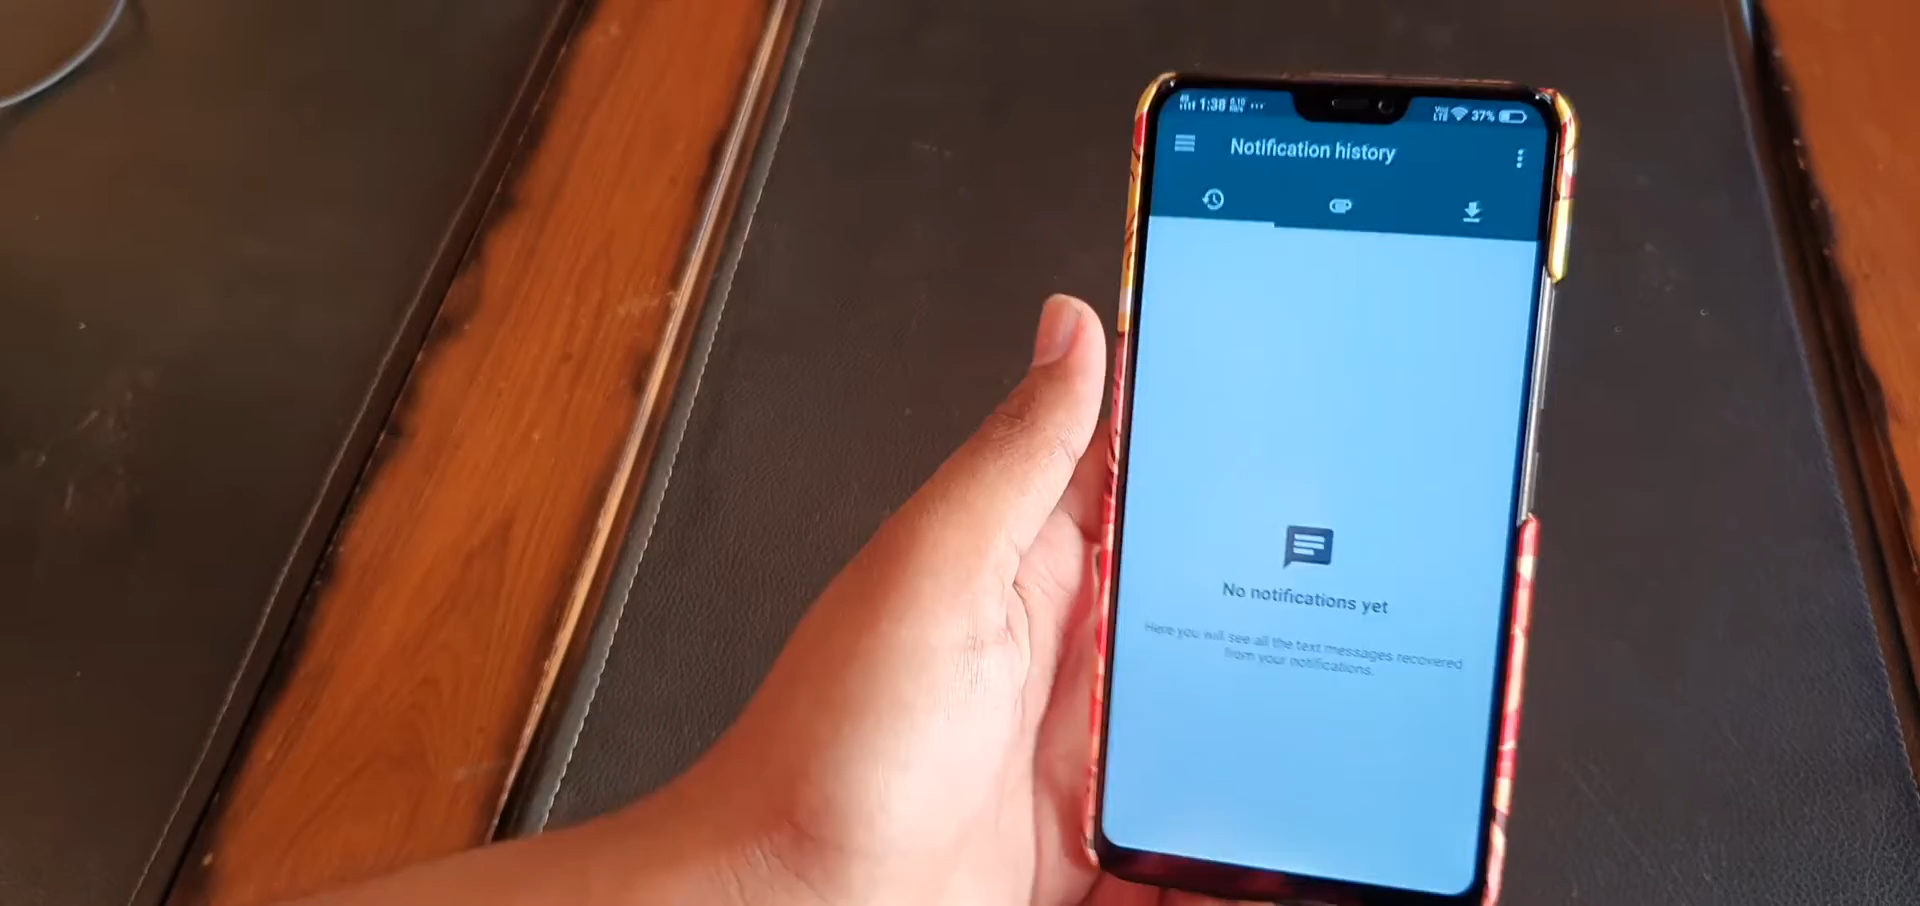 1:38
VoLTE 37%
Notification history
No notifications yet
Here you will see all the text messages recovered
from your notifications.